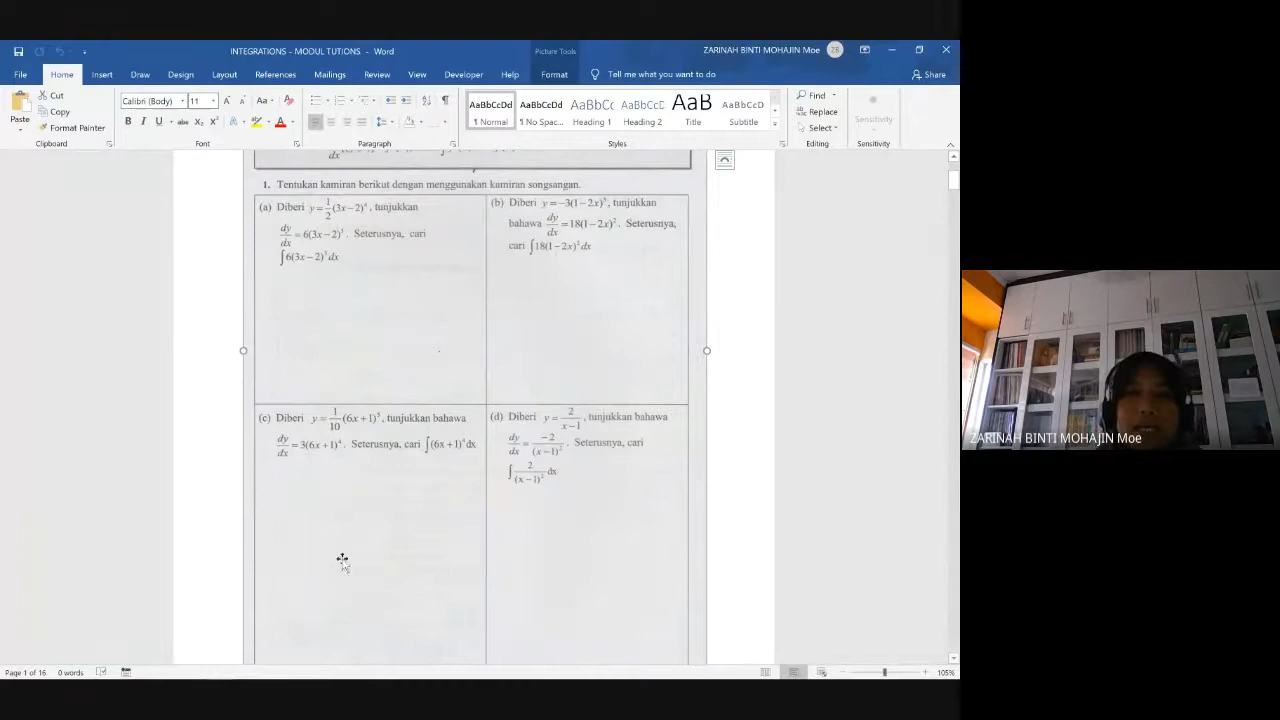 INTEGRATIONS - MODUL TUTIONS - Word
Picture Tools
ZARINAH BINTI MOHAJIN Moe
ZB
File
Home
Insert
Draw
Design
Layout
References
Mailings
Review
View
Developer
Help
Format
Tell me what you want to do
Share
Paste
Cut
Copy
Format Painter
Clipboard
Calibri (Body)
11
Font
Paragraph
AaBbCcDd
¶ Normal
AaBbCcDd
¶ No Spac...
AaBbCc
Heading 1
AaBbCcD
Heading 2
AaB
Title
AaBbCcD
Subtitle
Styles
Find
Replace
Select
Editing
Sensitivity
Sensitivity
dx
1. Tentukan kamiran berikut dengan menggunakan kamiran songsangan.
(a) Diberi y = 1/2 (3x – 2)⁴, tunjukkan
dy/dx = 6(3x – 2)³. Seterusnya, cari
∫6(3x – 2)³ dx
(b) Diberi y = –3(1 – 2x)³, tunjukkan
bahawa dy/dx = 18(1 – 2x)². Seterusnya,
cari ∫18(1 – 2x)² dx
(c) Diberi y = 1/10 (6x + 1)⁵, tunjukkan bahawa
dy/dx = 3(6x + 1)⁴. Seterusnya, cari ∫(6x + 1)⁴ dx
(d) Diberi y = 2/(x – 1), tunjukkan bahawa
dy/dx = –2/(x – 1)². Seterusnya, cari
∫ 2/(x – 1)² dx
ZARINAH BINTI MOHAJIN Moe
Page 1 of 16
0 words
105%